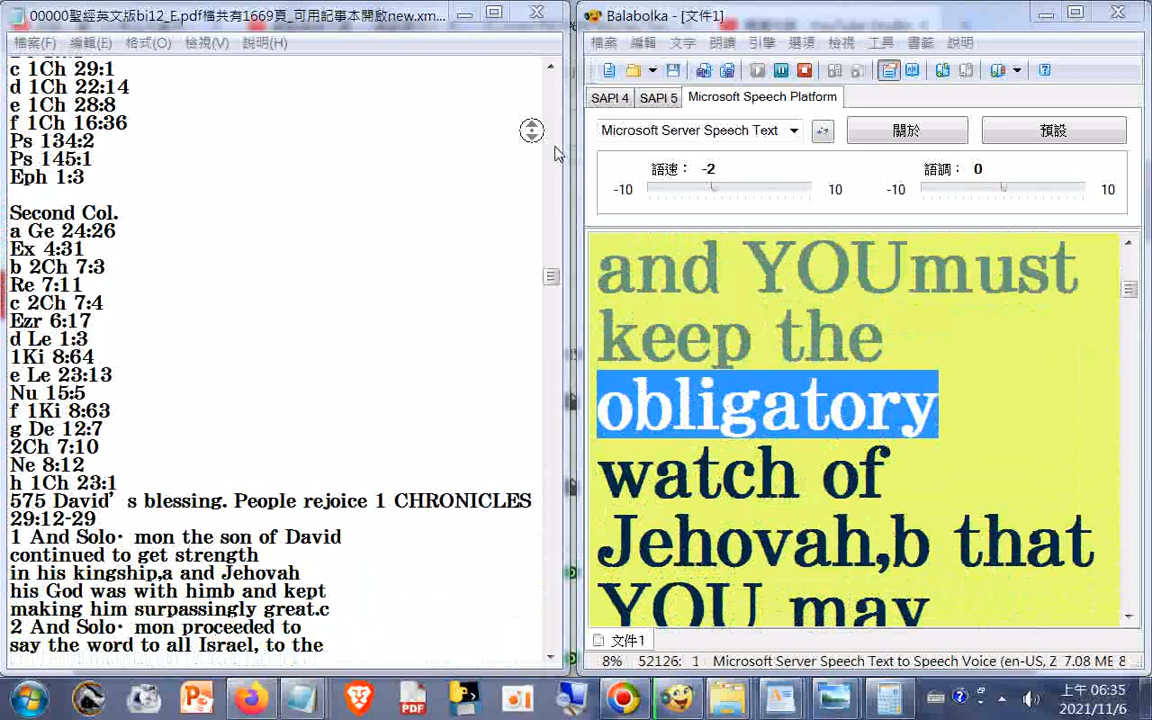 00000聖經英文版bi12_E.pdf檔共有1669頁_可用記事本開啟new.xm...
檔案(F) 編輯(E) 格式(O) 檢視(V) 說明(H)
c 1Ch 29:1
d 1Ch 22:14
e 1Ch 28:8
f 1Ch 16:36
Ps 134:2
Ps 145:1
Eph 1:3
Second Col.
a Ge 24:26
Ex 4:31
b 2Ch 7:3
Re 7:11
c 2Ch 7:4
Ezr 6:17
d Le 1:3
1Ki 8:64
e Le 23:13
Nu 15:5
f 1Ki 8:63
g De 12:7
2Ch 7:10
Ne 8:12
h 1Ch 23:1
575 David’s blessing. People rejoice 1 CHRONICLES
29:12-29
1 And Solo·mon the son of David
continued to get strength
in his kingship,a and Jehovah
his God was with himb and kept
making him surpassingly great.c
2 And Solo·mon proceeded to
say the word to all Israel, to the
Balabolka - [文件1]
檔案 編輯 文字 朗讀 引擎 選項 檢視 工具 書籤 說明
SAPI 4 SAPI 5 Microsoft Speech Platform
Microsoft Server Speech Text 關於 預設
語速： -2 語調： 0
-10 10 -10 10
and YOUmust
keep the
obligatory
watch of
Jehovah,b that
YOU may
文件1
8% 52126: 1 Microsoft Server Speech Text to Speech Voice (en-US, Z 7.08 MB 8
上午 06:35
2021/11/6